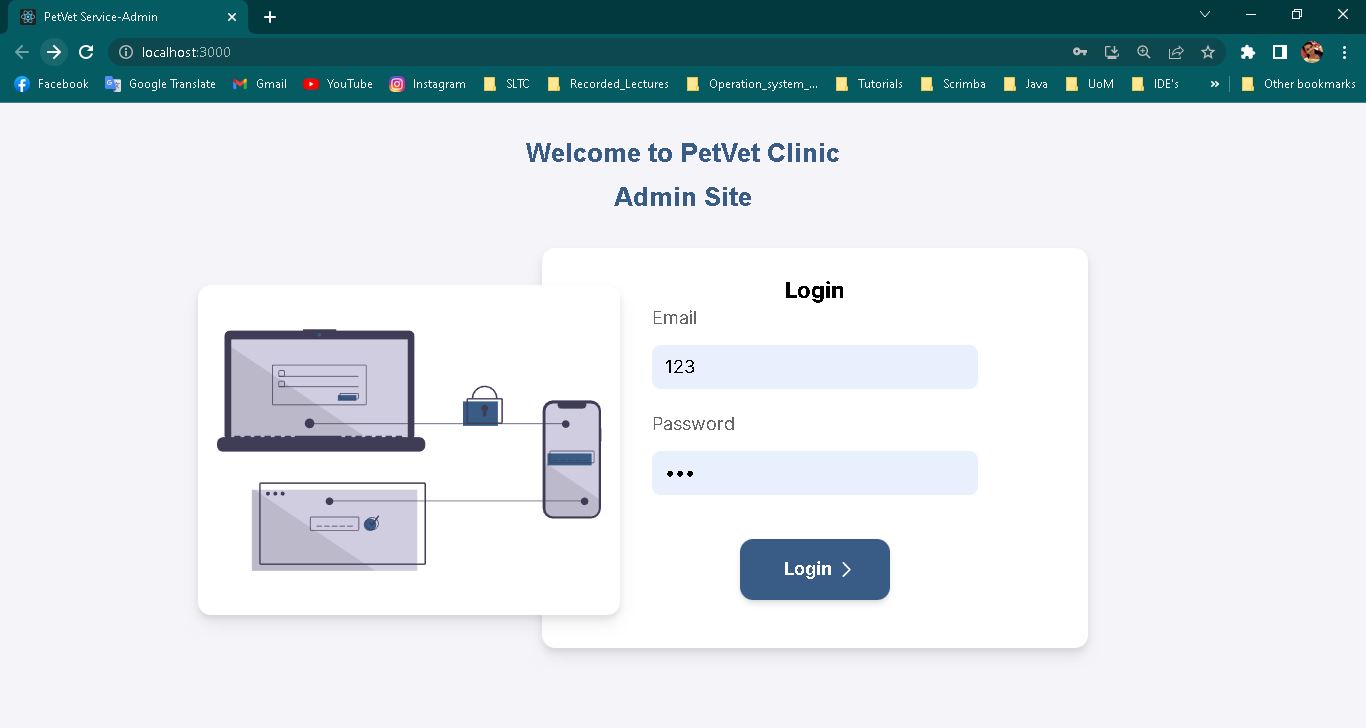 PetVet Service-Admin
localhost:3000
Facebook Google Translate Gmail YouTube Instagram SLTC Recorded_Lectures Operation_system_... Tutorials Scrimba Java UoM IDE's » Other bookmarks
Welcome to PetVet Clinic
Admin Site
Login
Email
123
Password
•••
Login